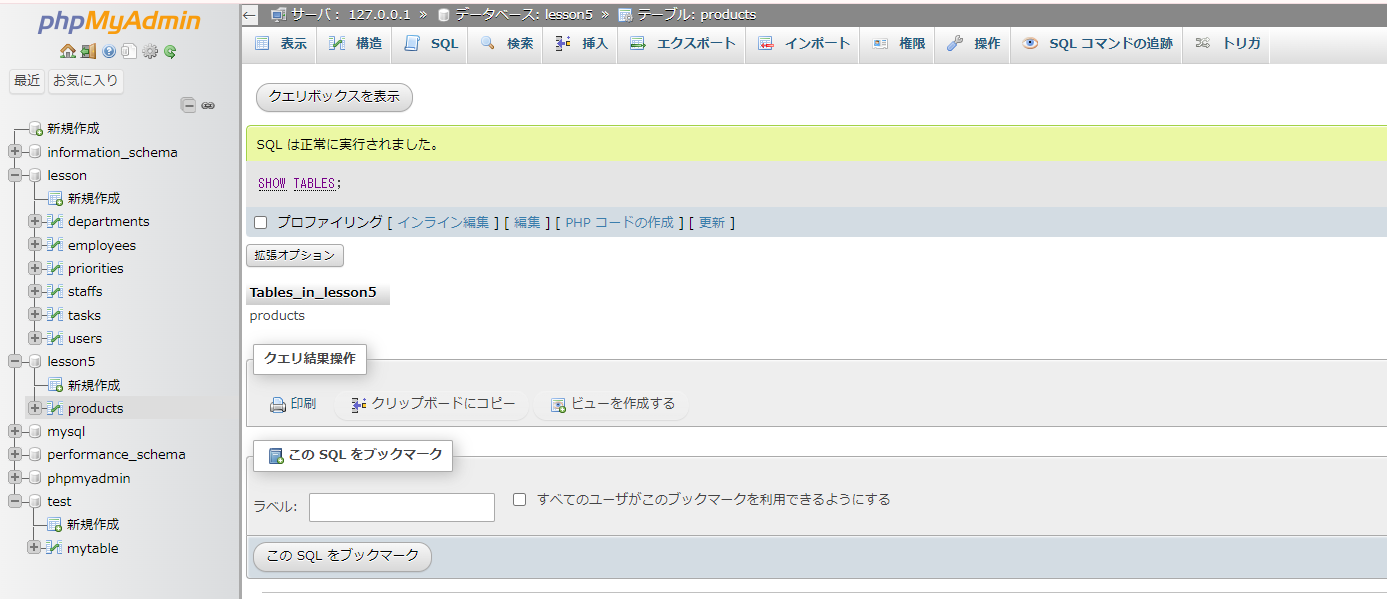 phpMyAdmin
最近 お気に入り
新規作成
information_schema
lesson
新規作成
departments
employees
priorities
staffs
tasks
users
lesson5
新規作成
products
mysql
performance_schema
phpmyadmin
test
新規作成
mytable
サーバ: 127.0.0.1 » データベース: lesson5 » テーブル: products
表示 構造 SQL 検索 挿入 エクスポート インポート 権限 操作 SQL コマンドの追跡 トリガ
クエリボックスを表示
SQL は正常に実行されました。
SHOW TABLES;
プロファイリング [ インライン編集 ] [ 編集 ] [ PHP コードの作成 ] [ 更新 ]
拡張オプション
Tables_in_lesson5
products
クエリ結果操作
印刷 クリップボードにコピー ビューを作成する
この SQL をブックマーク
ラベル: すべてのユーザがこのブックマークを利用できるようにする
この SQL をブックマーク